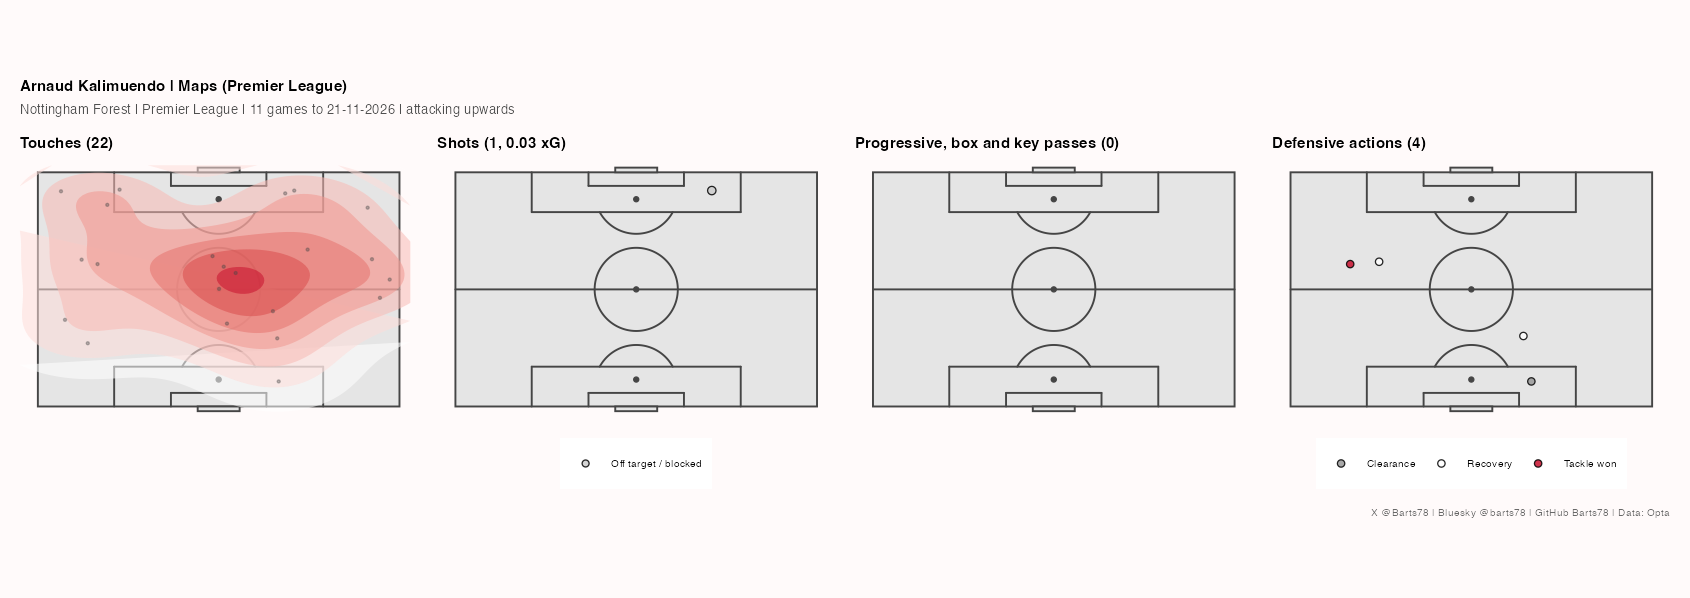 Arnaud Kalimuendo | Maps (Premier League)
Nottingham Forest | Premier League | 11 games to 21-11-2026 | attacking upwards
Touches (22)
Shots (1, 0.03 xG)
Progressive, box and key passes (0)
Defensive actions (4)
Off target / blocked
Clearance
Recovery
Tackle won
X @Barts78 | Bluesky @barts78 | GitHub Barts78 | Data: Opta